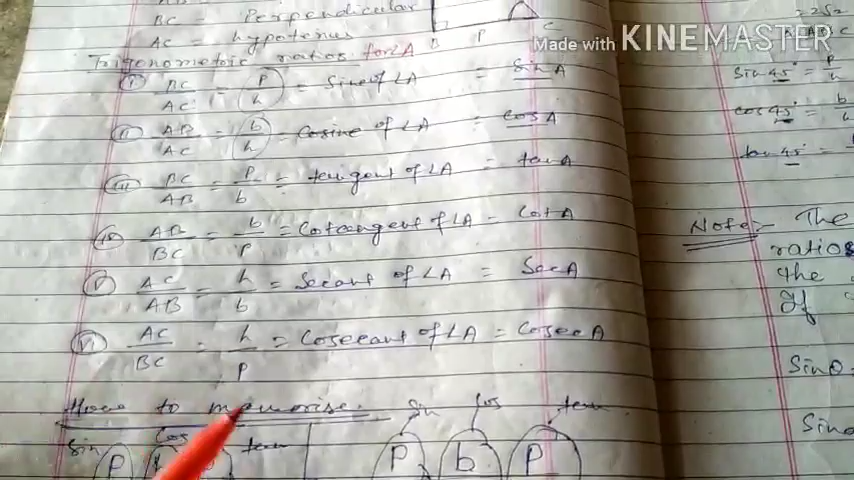 BC = Perpendicular
AC = hypotenus
B P C
Made with KINEMASTER
Trigonometric ratios for ∠A
(i) BC/AC = P/h = Sine of ∠A = sin A
(ii) AB/AC = b/h = Cosine of ∠A = cos A
(iii) BC/AB = P/b = tangent of ∠A = tan A
(iv) AB/BC = b/P = Cotangent of ∠A = Cot A
(v) AC/AB = h/b = Secant of ∠A = Sec A
(vi) AC/BC = h/P = Cosecant of ∠A = Cosec A
How to memorise.
Sin Cos tan
P
Sin Cos tan
P b P
sin 45° = P/h
cos 45° = b/h
tan 45° =
Note:- The
ratios
the
If
Sin0
Sin